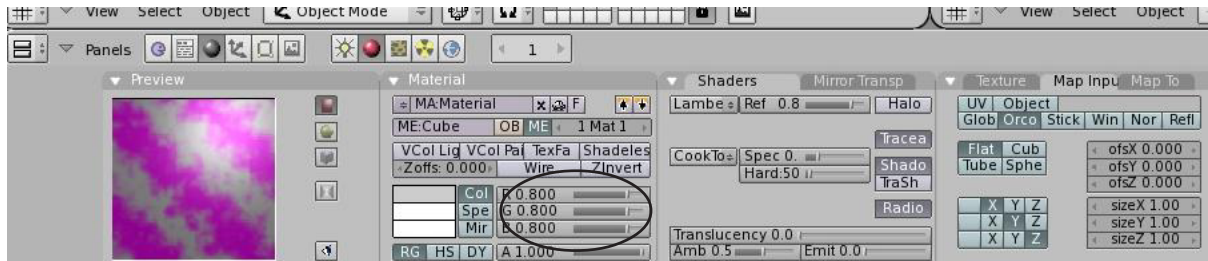 View Select Object Object Mode View Select Object
Panels 1
Preview Material Shaders Mirror Transp Texture Map Inpu Map To
MA:Material F Lambe Ref 0.8 Halo UV Object
ME:Cube OB ME 1 Mat 1 Glob Orco Stick Win Nor Refl
VCol Lig VCol Pai TexFa Shadeles Tracea Flat Cub ofsX 0.000
Zoffs: 0.000 Wire ZInvert CookTo Spec 0. Shado Tube Sphe ofsY 0.000
Hard:50 TraSh ofsZ 0.000
Col R 0.800 Radio X Y Z sizeX 1.00
Spe G 0.800 X Y Z sizeY 1.00
Mir B 0.800 Translucency 0.0 X Y Z sizeZ 1.00
RG HS DY A 1.000 Amb 0.5 Emit 0.0